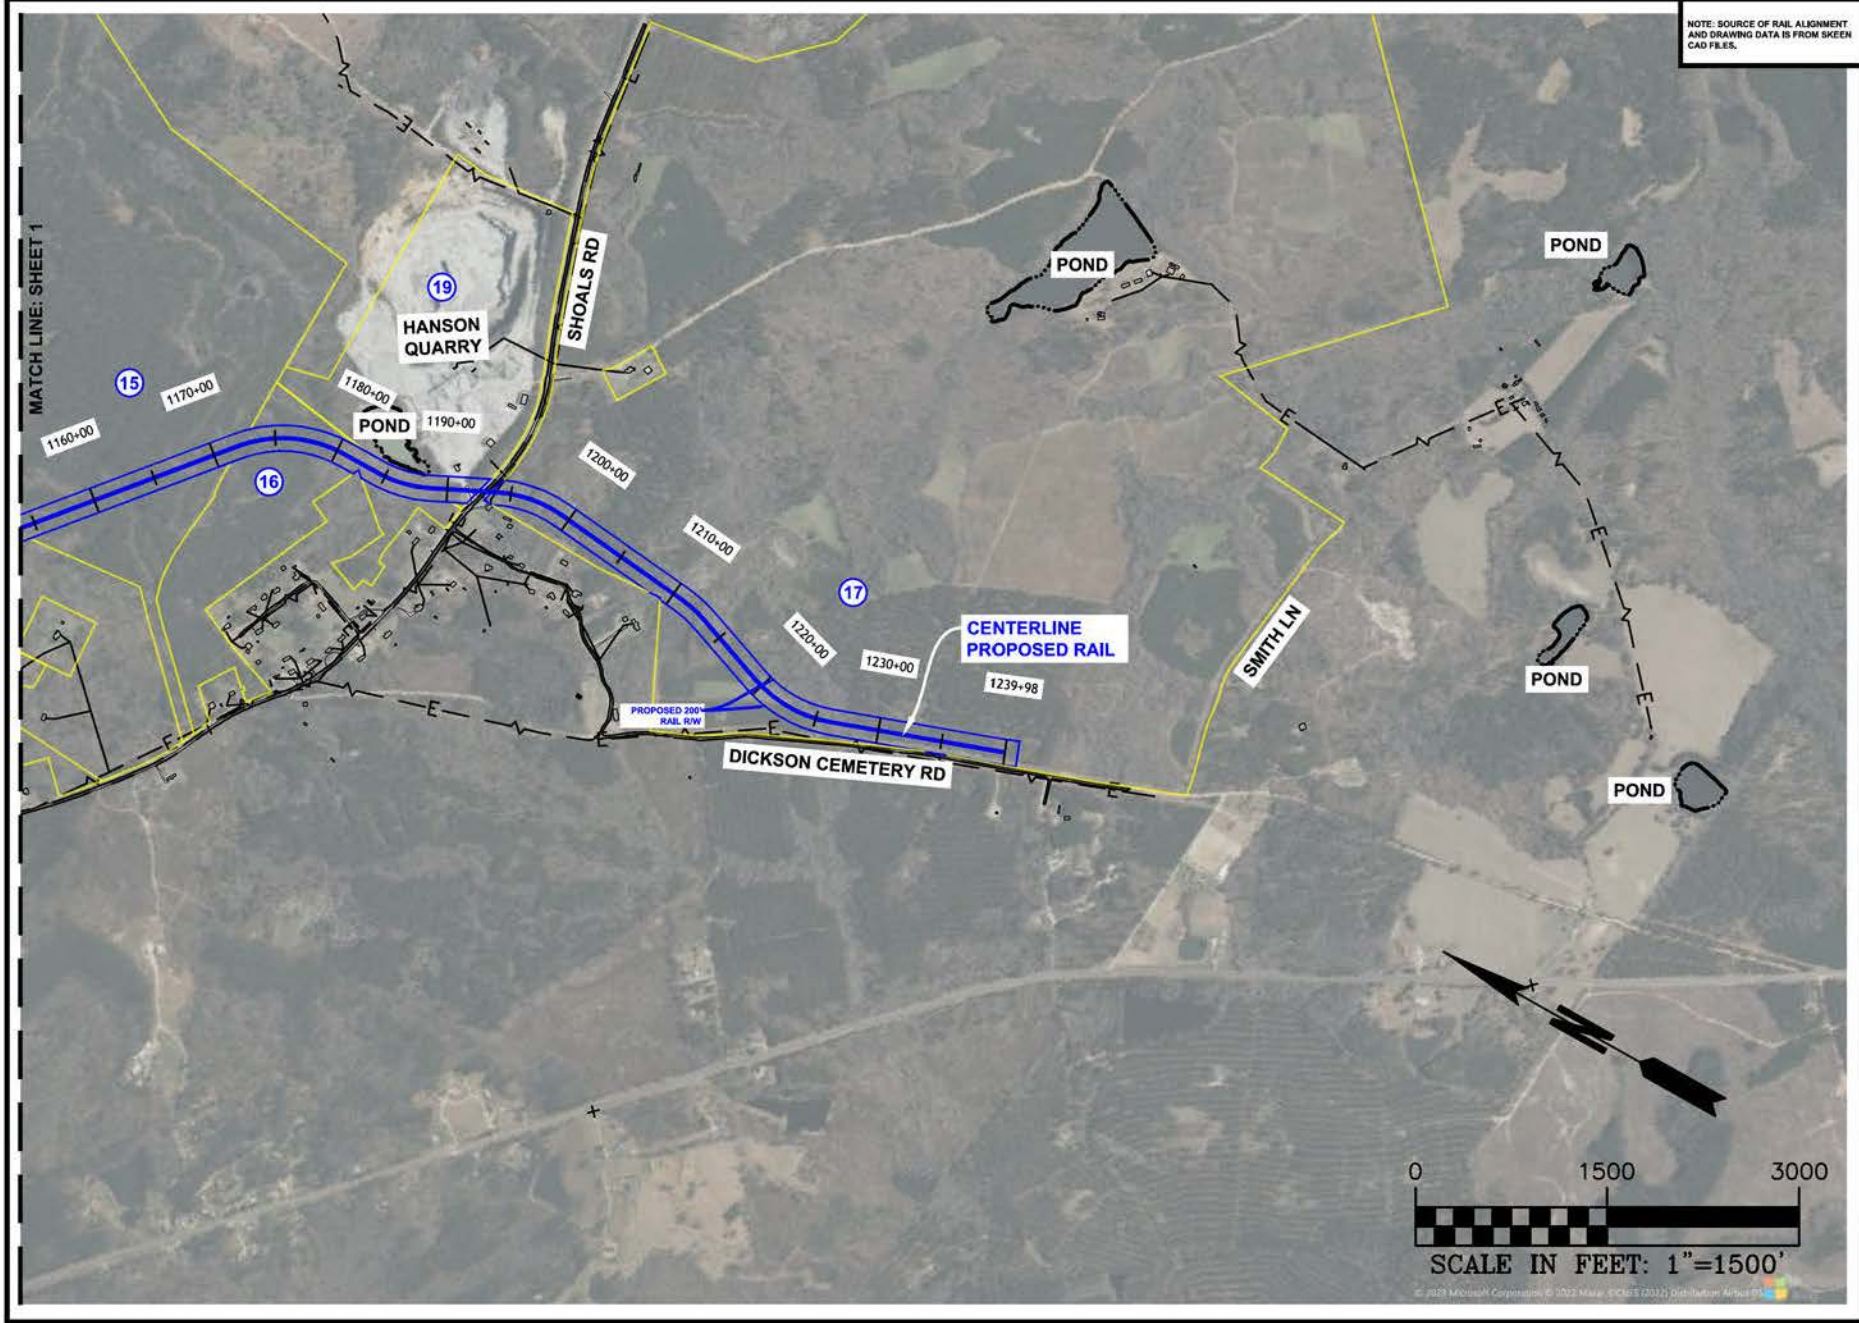 NOTE: SOURCE OF RAIL ALIGNMENT
AND DRAWING DATA IS FROM SKEEN
CAD FILES.
MATCH LINE: SHEET 1
SHOALS RD
19
HANSON
QUARRY
POND
POND
15
1160+00
1170+00
1180+00
POND
1190+00
16
1200+00
1210+00
17
1220+00
1230+00
1239+98
CENTERLINE
PROPOSED RAIL
SMITH LN
POND
PROPOSED 200'
RAIL R/W
DICKSON CEMETERY RD
POND
E
E
E
E
E
E
E
E
E
E
E
0 1500 3000
SCALE IN FEET: 1"=1500'